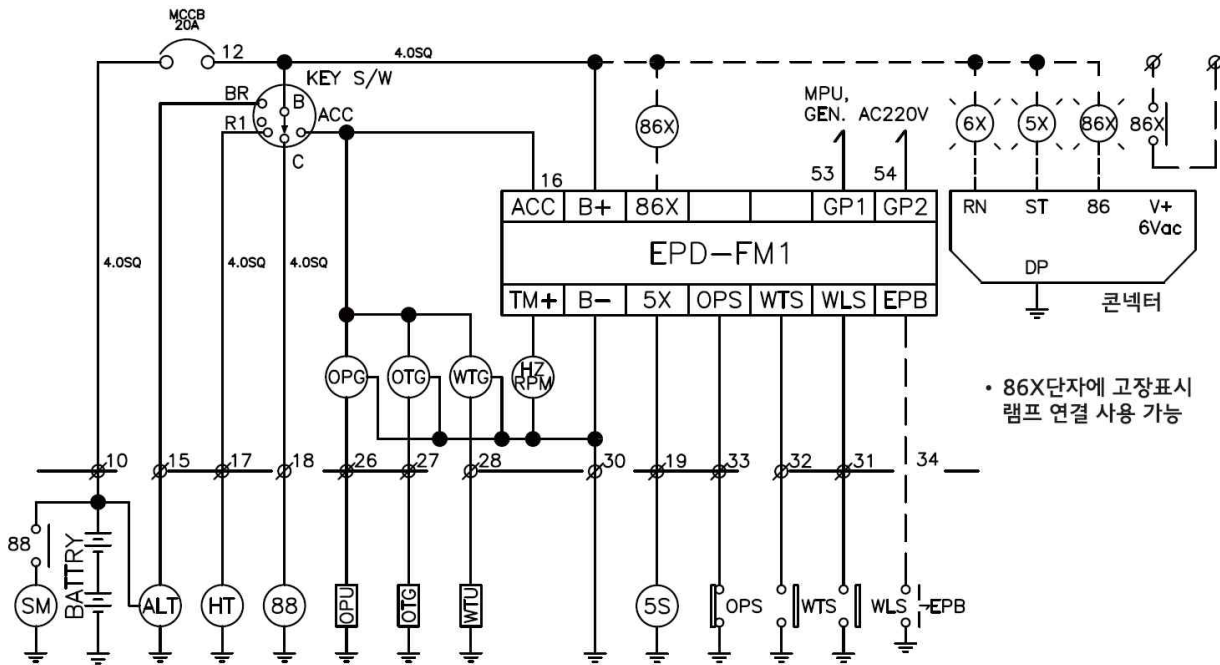 MCCB
20A
12
4.0SQ
KEY S/W
BR
B
ACC
R1
C
86X
MPU,
GEN.
AC220V
6X
5X
86X
86X
16
53
54
ACC
B+
86X
GP1
GP2
RN
ST
86
V+
6Vac
EPD-FM1
DP
4.0SQ
4.0SQ
4.0SQ
TM+
B-
5X
OPS
WTS
WLS
EPB
콘넥터
OPG
OTG
WTG
HZ
RPM
• 86X단자에 고장표시
램프 연결 사용 가능
10
15
17
18
26
27
28
30
19
33
32
31
34
88
BATTRY
SM
ALT
HT
88
OPU
OTG
WTU
5S
OPS
WTS
WLS
EPB